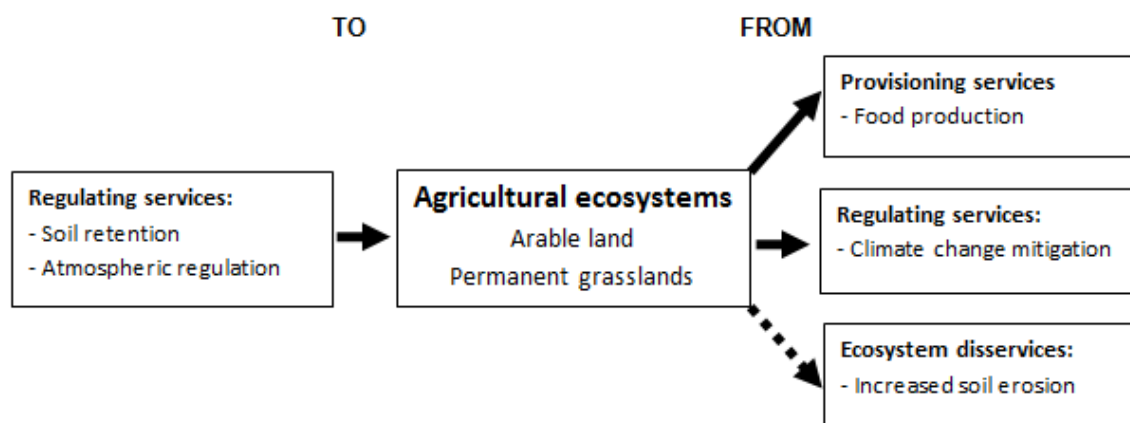 TO
FROM
Regulating services:
- Soil retention
- Atmospheric regulation
Agricultural ecosystems
Arable land
Permanent grasslands
Provisioning services
- Food production
Regulating services:
- Climate change mitigation
Ecosystem disservices:
- Increased soil erosion